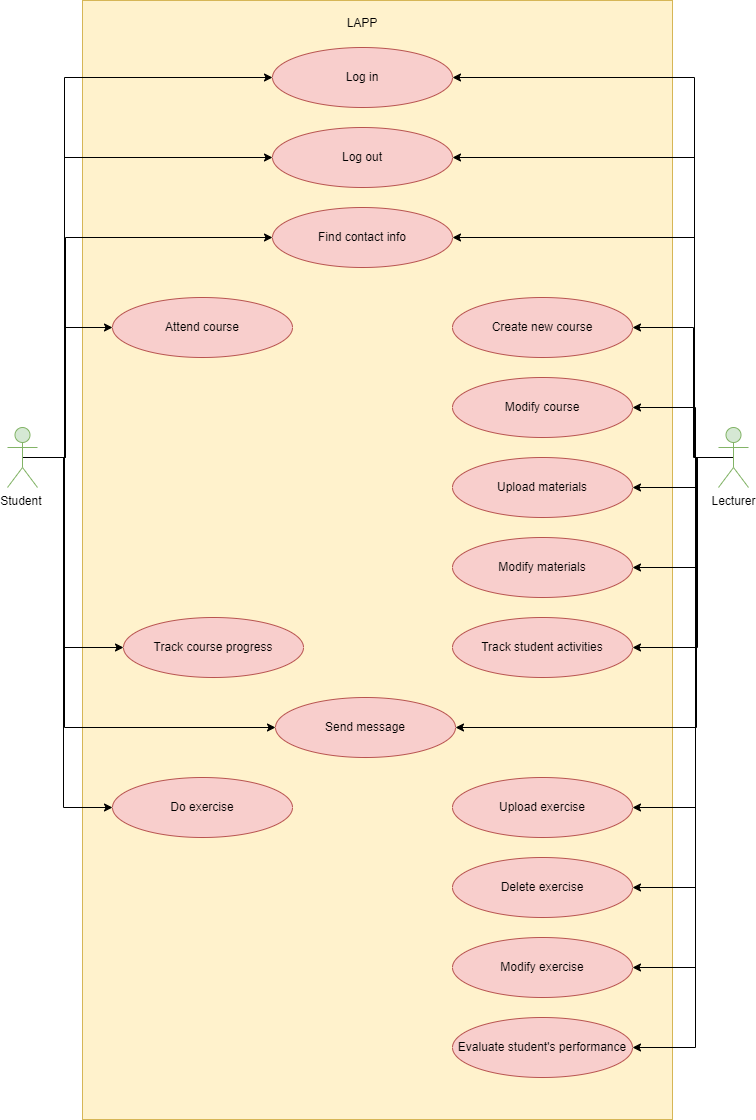 LAPP
Log in
Log out
Find contact info
Attend course
Create new course
Modify course
Student
Upload materials
Lecturer
Modify materials
Track course progress
Track student activities
Send message
Do exercise
Upload exercise
Delete exercise
Modify exercise
Evaluate student's performance